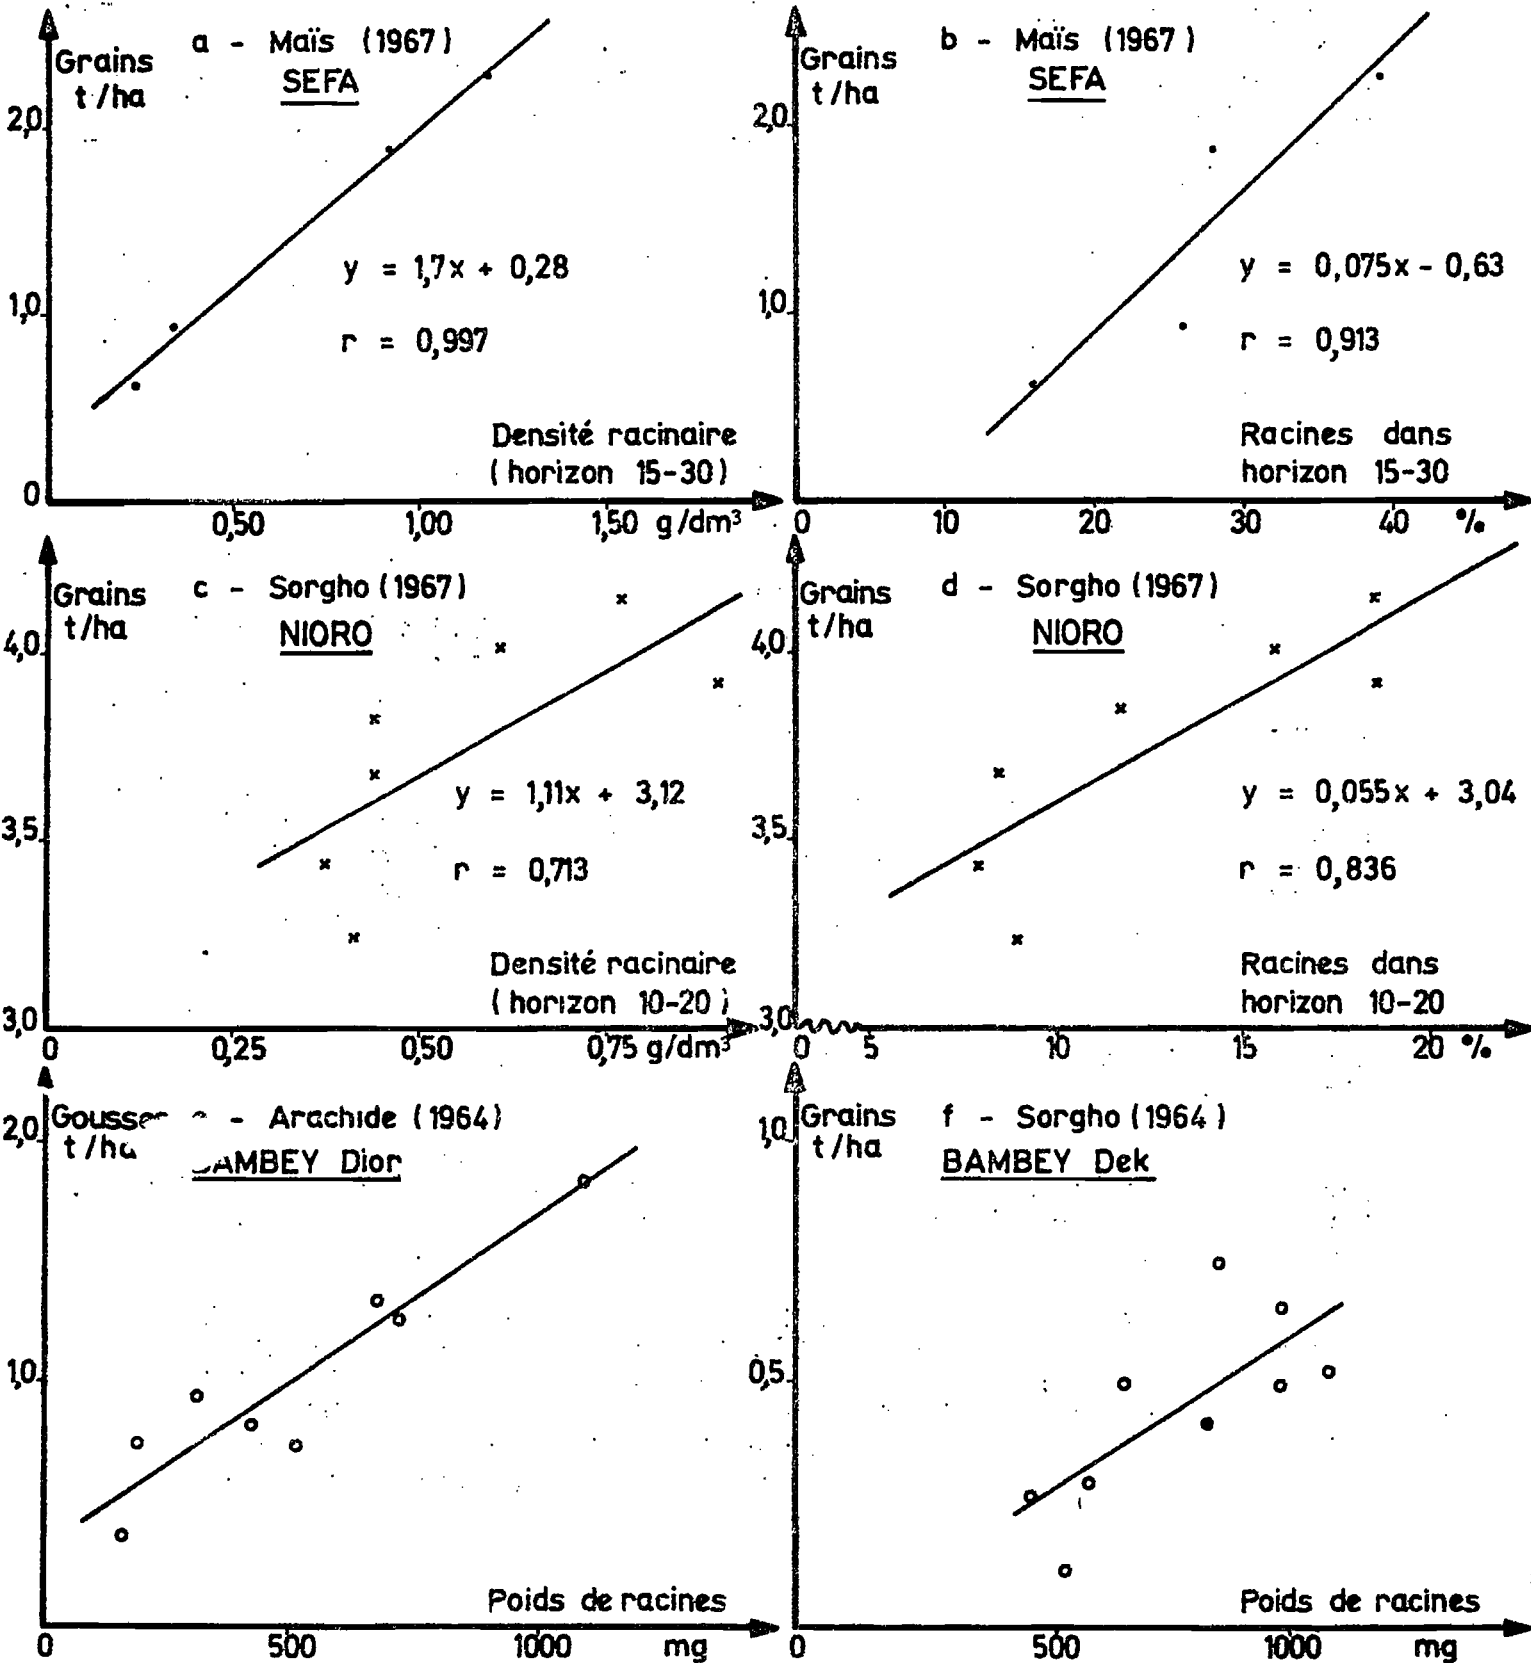 a - Maïs (1967)
SEFA
Grains
t/ha
2,0
1,0
0
y = 1,7x + 0,28
r = 0,997
Densité racinaire
(horizon 15-30)
0,50 1,00 1,50 g/dm³
b - Maïs (1967)
SEFA
Grains
t/ha
2,0
1,0
y = 0,075x - 0,63
r = 0,913
Racines dans
horizon 15-30
0 10 20 30 40 %
c - Sorgho (1967)
NIORO
Grains
t/ha
4,0
3,5
3,0
y = 1,11x + 3,12
r = 0,713
Densité racinaire
(horizon 10-20)
0 0,25 0,50 0,75 g/dm³
d - Sorgho (1967)
NIORO
Grains
t/ha
4,0
3,5
3,0
y = 0,055x + 3,04
r = 0,836
Racines dans
horizon 10-20
0 5 10 15 20 %
- Arachide (1964)
BAMBEY Dior
t/ha
2,0
1,0
Poids de racines
0 500 1000 mg
f - Sorgho (1964)
BAMBEY Dek
Grains
t/ha
1,0
0,5
Poids de racines
0 500 1000 mg